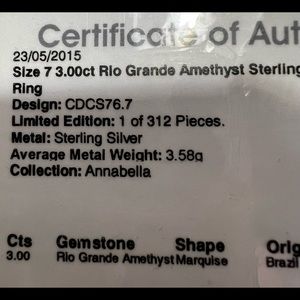 Certificate of Aut
23/05/2015
Size 7 3.00ct Rio Grande Amethyst Sterling
Ring
Design: CDCS76.7
Limited Edition: 1 of 312 Pieces.
Metal: Sterling Silver
Average Metal Weight: 3.58g
Collection: Annabella
Cts Gemstone Shape Orig
3.00 Rio Grande Amethyst Marquise Brazil